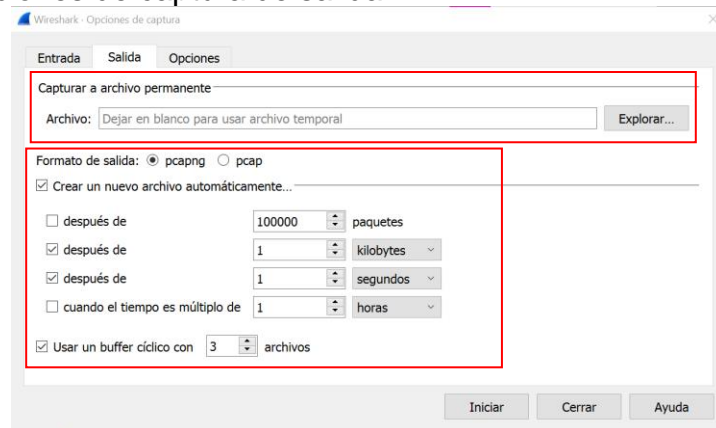 Wireshark · Opciones de captura
Entrada Salida Opciones
Capturar a archivo permanente
Archivo: Dejar en blanco para usar archivo temporal Explorar...
Formato de salida: pcapng pcap
Crear un nuevo archivo automáticamente...
después de 100000 paquetes
después de 1 kilobytes
después de 1 segundos
cuando el tiempo es múltiplo de 1 horas
Usar un buffer cíclico con 3 archivos
Iniciar Cerrar Ayuda